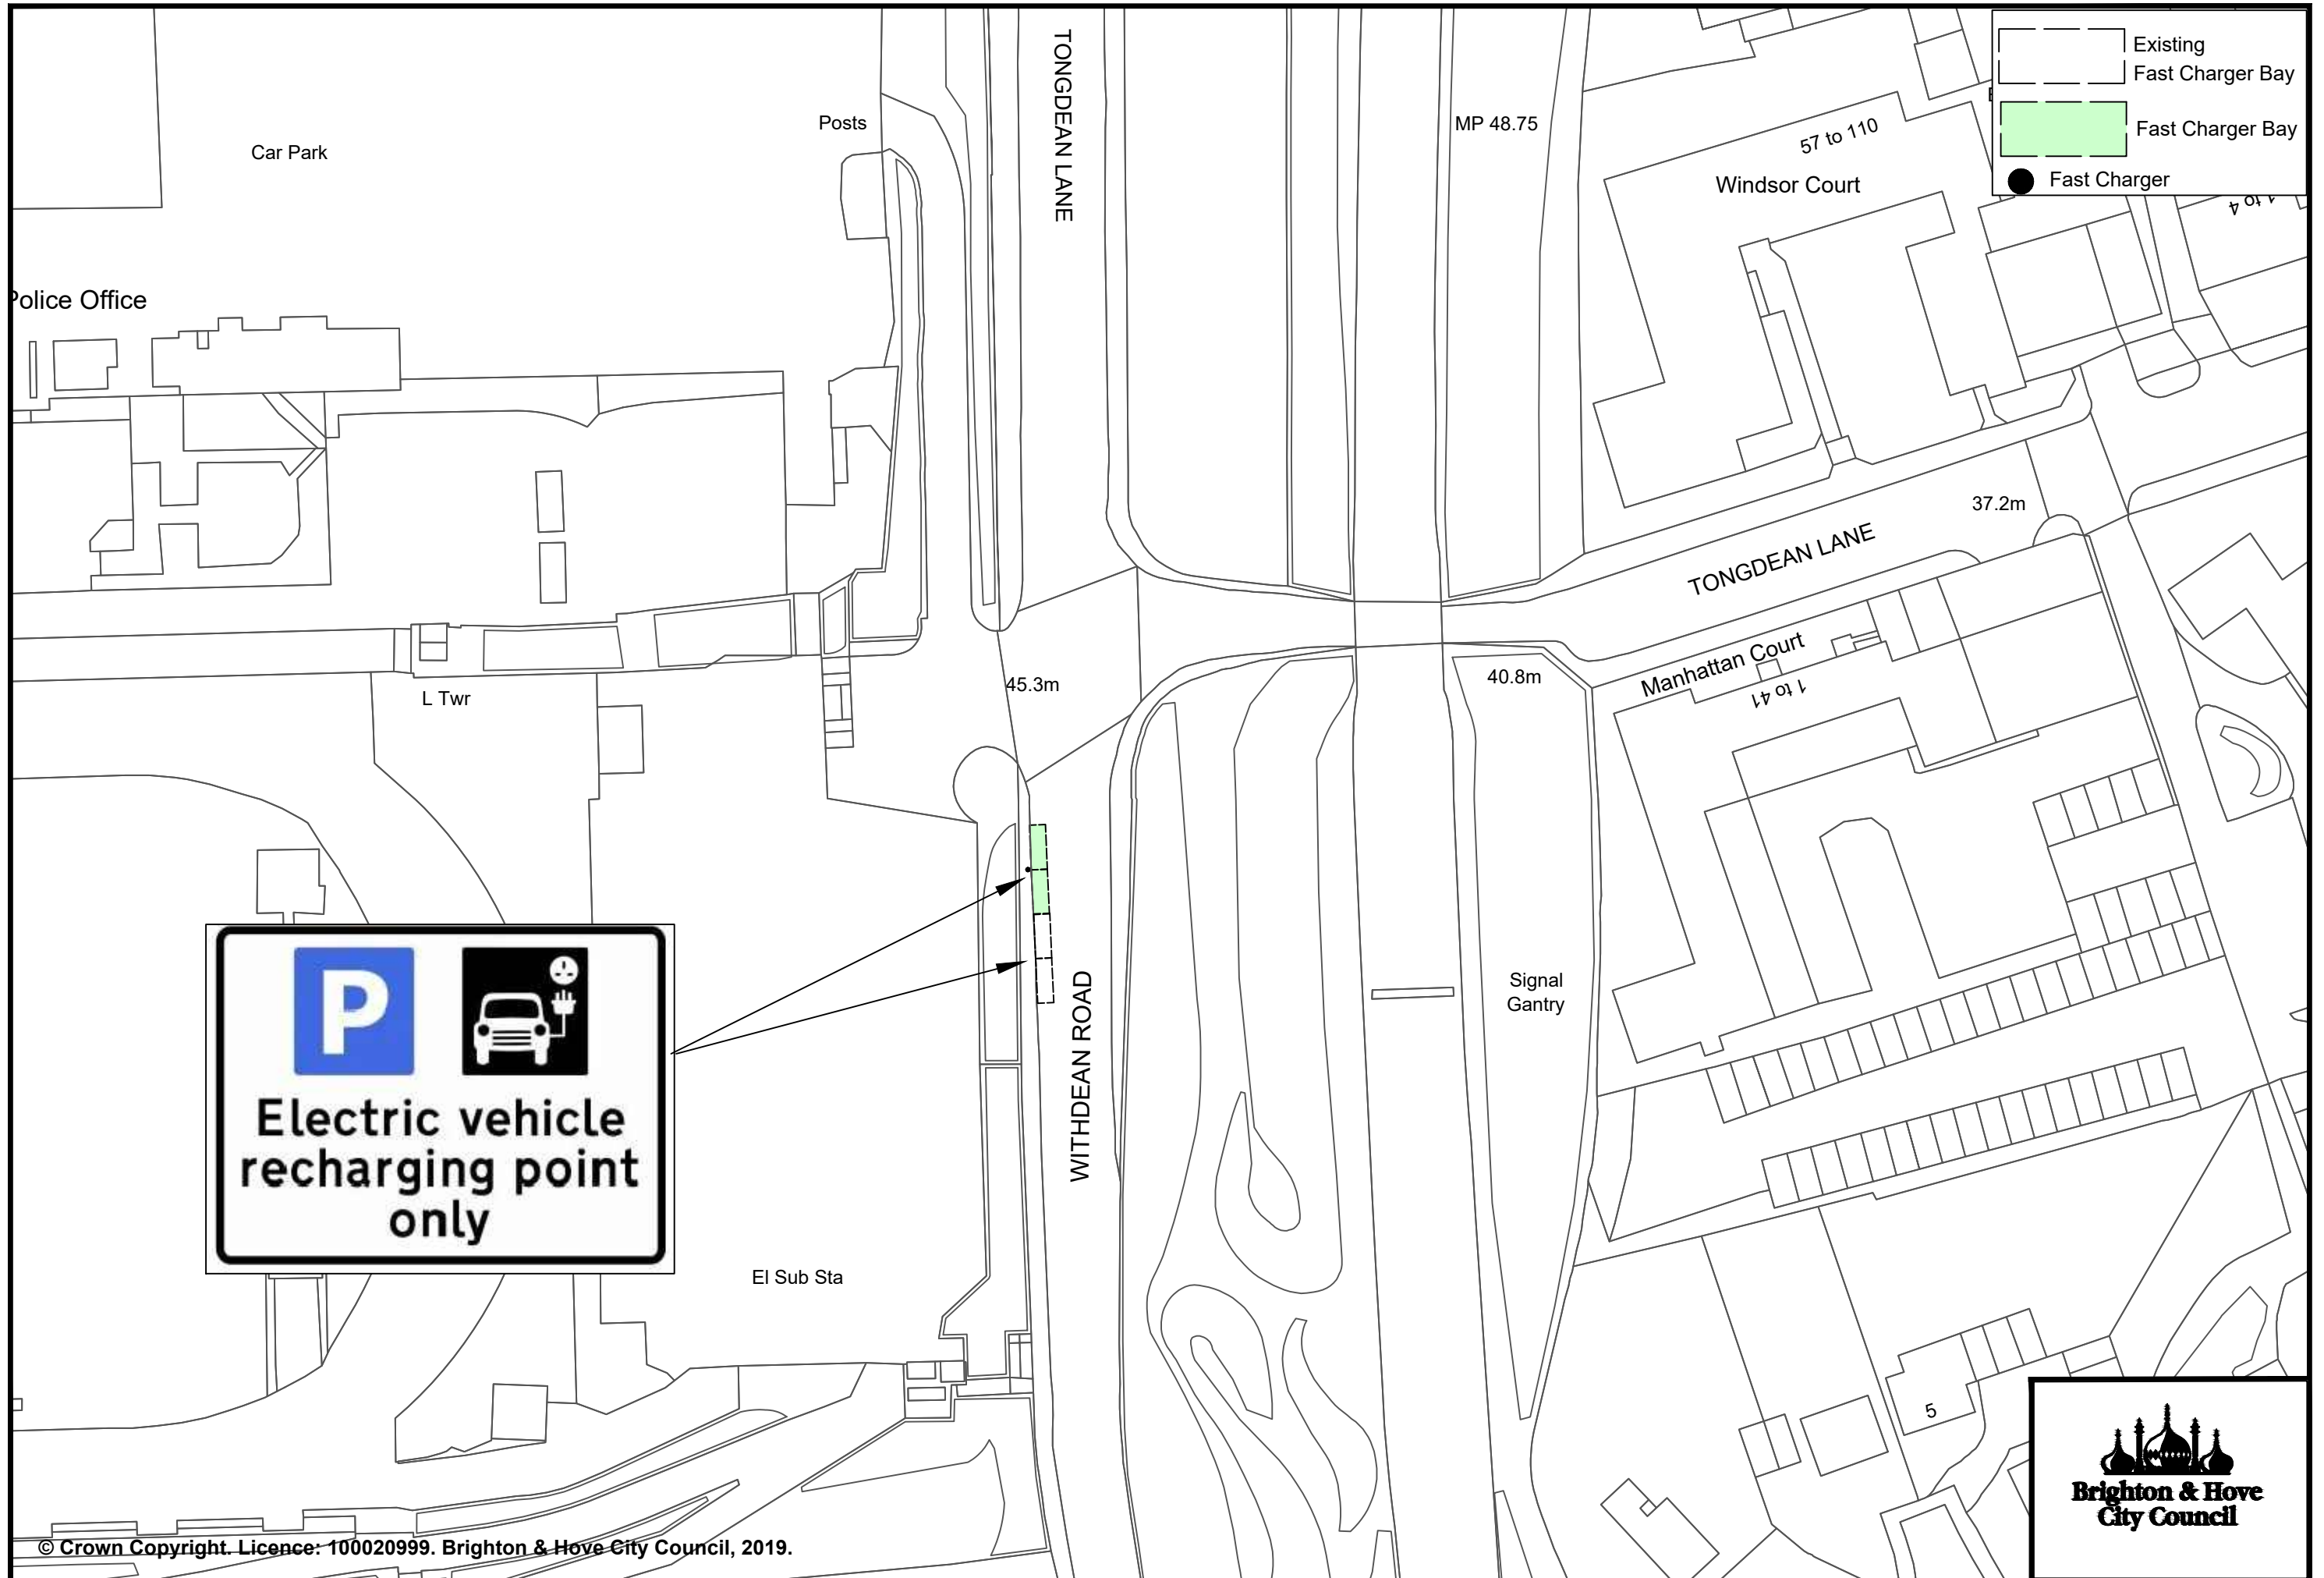 TONGDEAN LANE
Existing
Fast Charger Bay
Fast Charger Bay
Fast Charger
Posts
MP 48.75
Car Park
57 to 110
Windsor Court
1 to 4
Police Office
37.2m
TONGDEAN LANE
45.3m
40.8m
Manhattan Court
1 to 41
L Twr
P
Electric vehicle
recharging point
only
WITHDEAN ROAD
Signal
Gantry
El Sub Sta
5
Brighton & Hove
City Council
© Crown Copyright. Licence: 100020999. Brighton & Hove City Council, 2019.